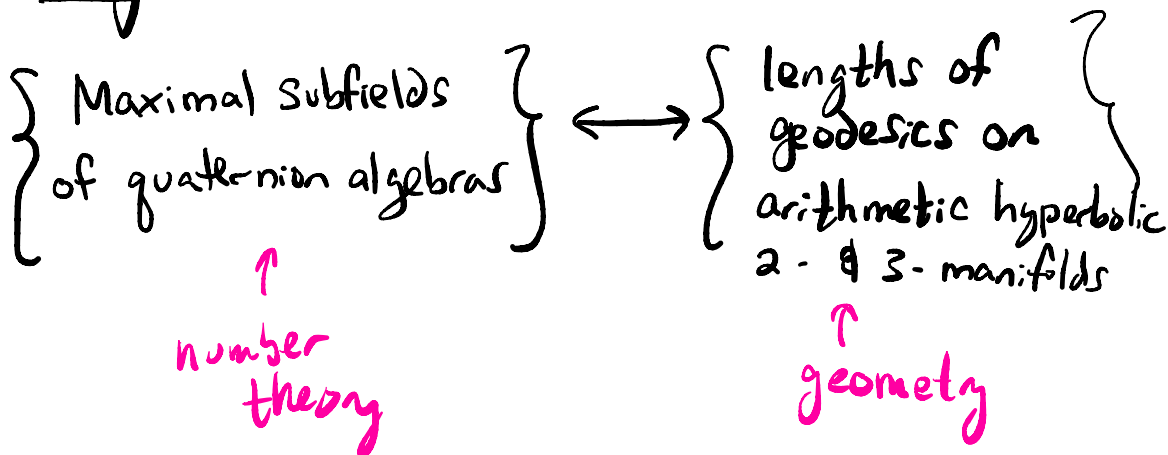 { Maximal subfields
of quaternion algebras }
↔
{ lengths of
geodesics on
arithmetic hyperbolic
2 - & 3 - manifolds }
↑
number
theory
↑
geometry